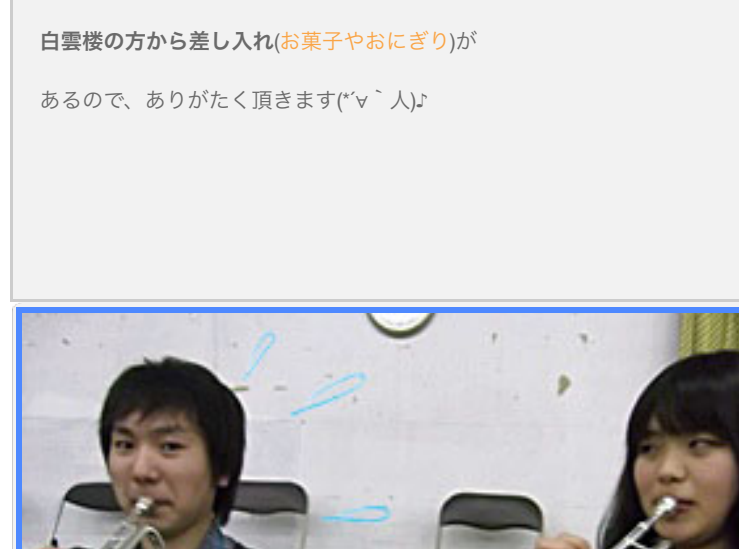 白雲楼の方から差し入れ(お菓子やおにぎり)が
あるので、ありがたく頂きます(*´∀｀人)♪